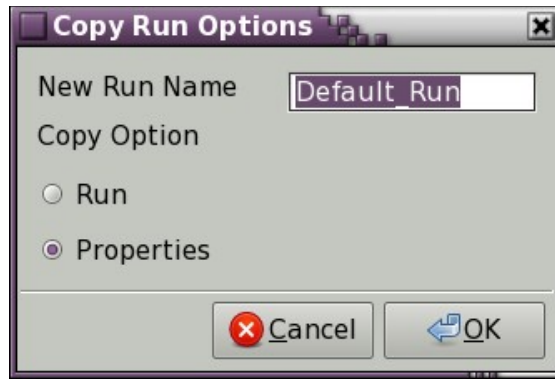 Copy Run Options
New Run Name Default_Run
Copy Option
Run
Properties
Cancel OK